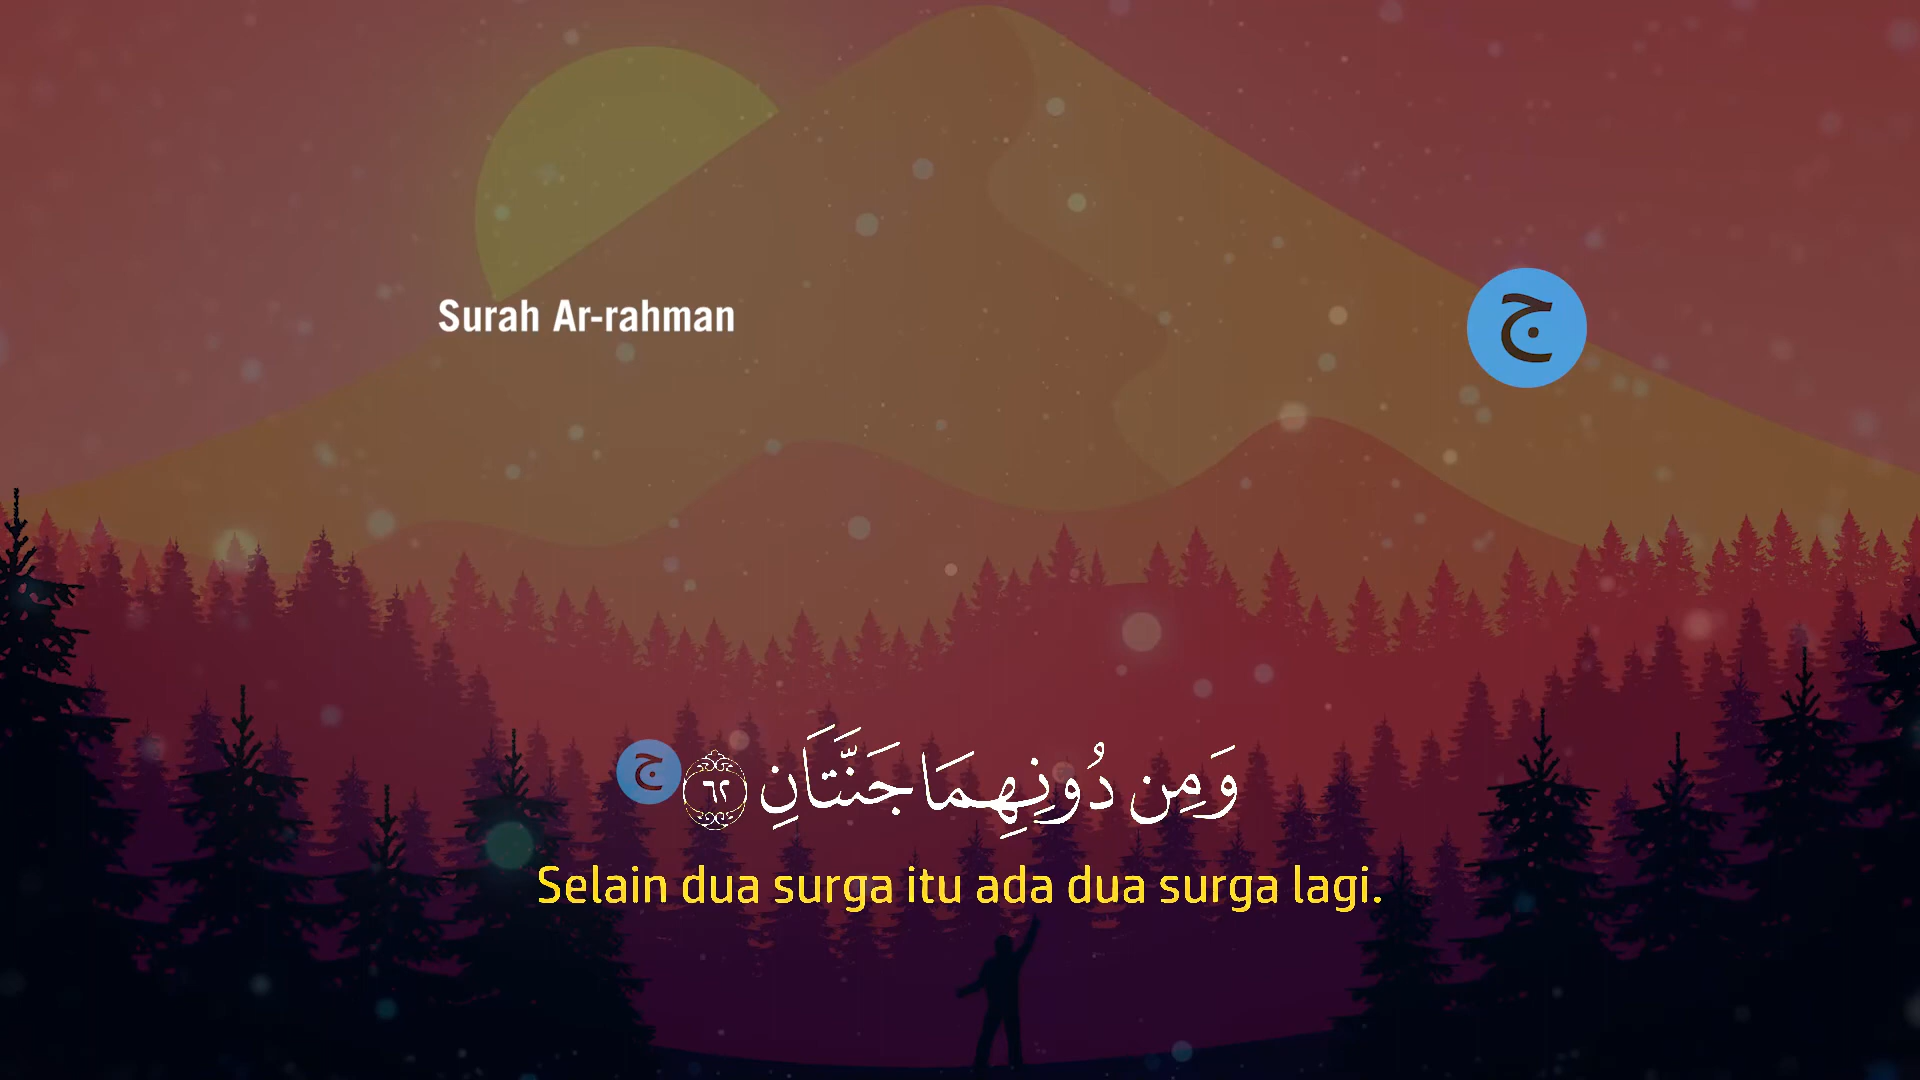 Surah Ar-rahman
ج
وَمِن دُونِهِمَا جَنَّتَانِ ٦٢ ج
Selain dua surga itu ada dua surga lagi.